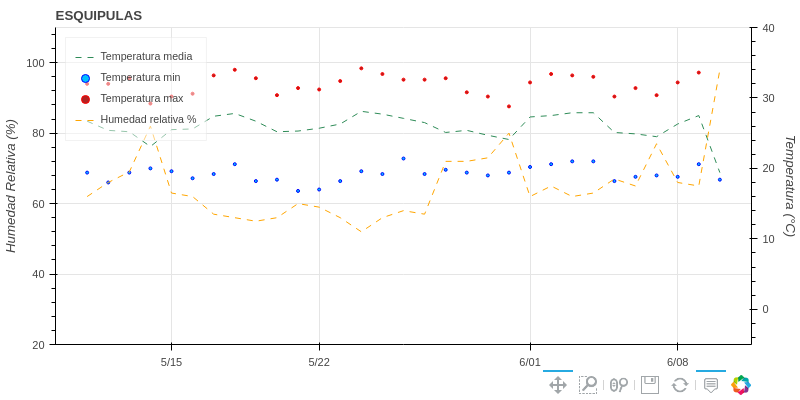 ESQUIPULAS
Temperatura media
Temperatura min
Temperatura max
Humedad relativa %
Humedad Relativa (%)
100
80
60
40
20
40
30
20
10
0
Temperatura (°C)
5/15
5/22
6/01
6/08